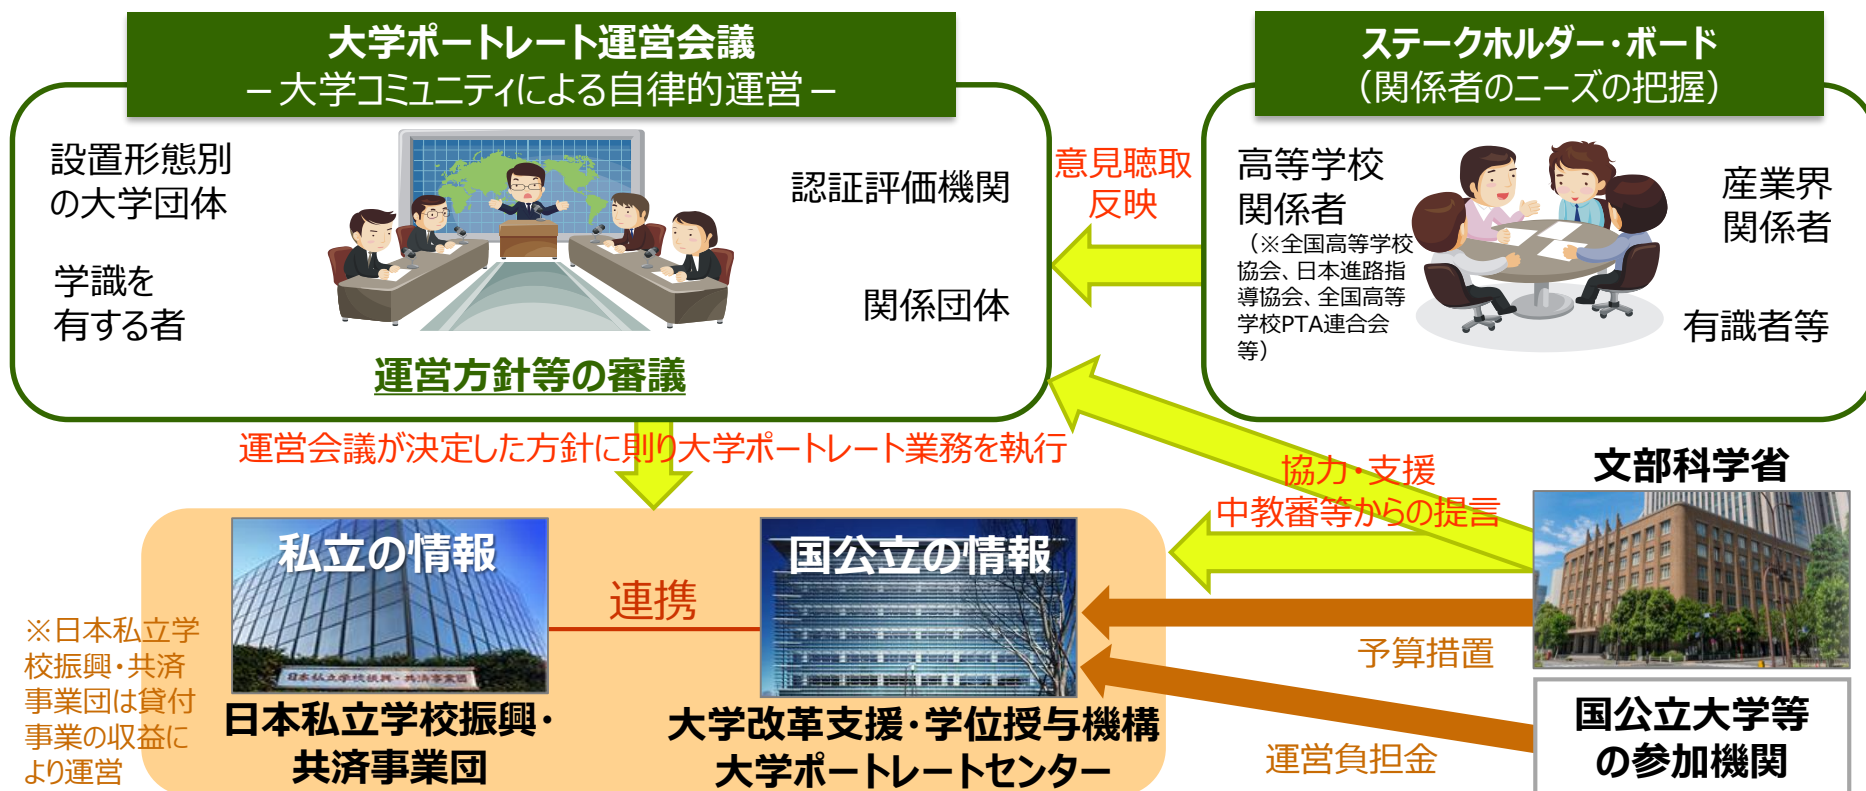 大学ポートレート運営会議
－大学コミュニティによる自律的運営－
設置形態別
の大学団体
学識を
有する者
認証評価機関
関係団体
運営方針等の審議
意見聴取
反映
ステークホルダー・ボード
（関係者のニーズの把握）
高等学校
関係者
（※全国高等学校
協会、日本進路指
導協会、全国高等
学校PTA連合会
等）
産業界
関係者
有識者等
運営会議が決定した方針に則り大学ポートレート業務を執行
協力・支援
中教審等からの提言
文部科学省
私立の情報
日本私立学校振興・共済事業団
日本私立学校振興・
共済事業団
連携
国公立の情報
大学改革支援・学位授与機構
大学ポートレートセンター
※日本私立学
校振興・共済
事業団は貸付
事業の収益に
より運営
予算措置
運営負担金
国公立大学等
の参加機関